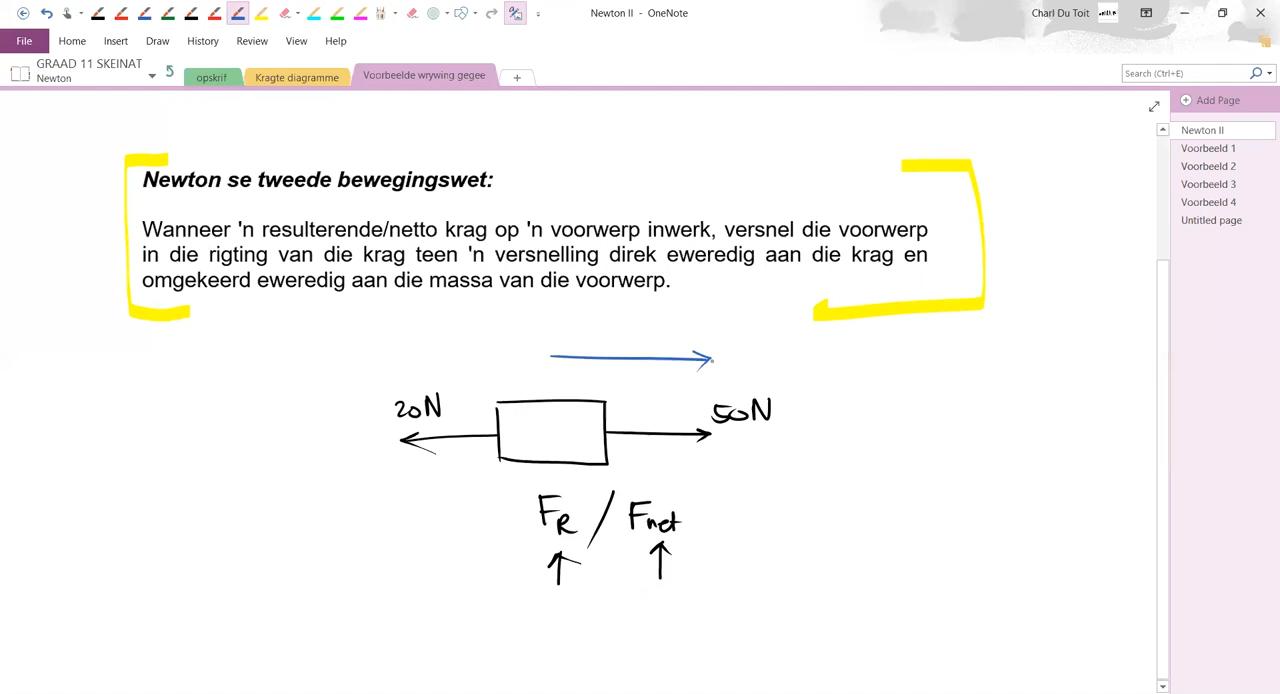 Newton II - OneNote
Charl Du Toit
File Home Insert Draw History Review View Help
GRAAD 11 SKEINAT
Newton
opskrif
Kragte diagramme
Voorbeelde wrywing gegee
Search (Ctrl+E)
Add Page
Newton II
Voorbeeld 1
Voorbeeld 2
Voorbeeld 3
Voorbeeld 4
Untitled page
Newton se tweede bewegingswet:
Wanneer 'n resulterende/netto krag op 'n voorwerp inwerk, versnel die voorwerp
in die rigting van die krag teen 'n versnelling direk eweredig aan die krag en
omgekeerd eweredig aan die massa van die voorwerp.
20N
50N
FR / Fnet